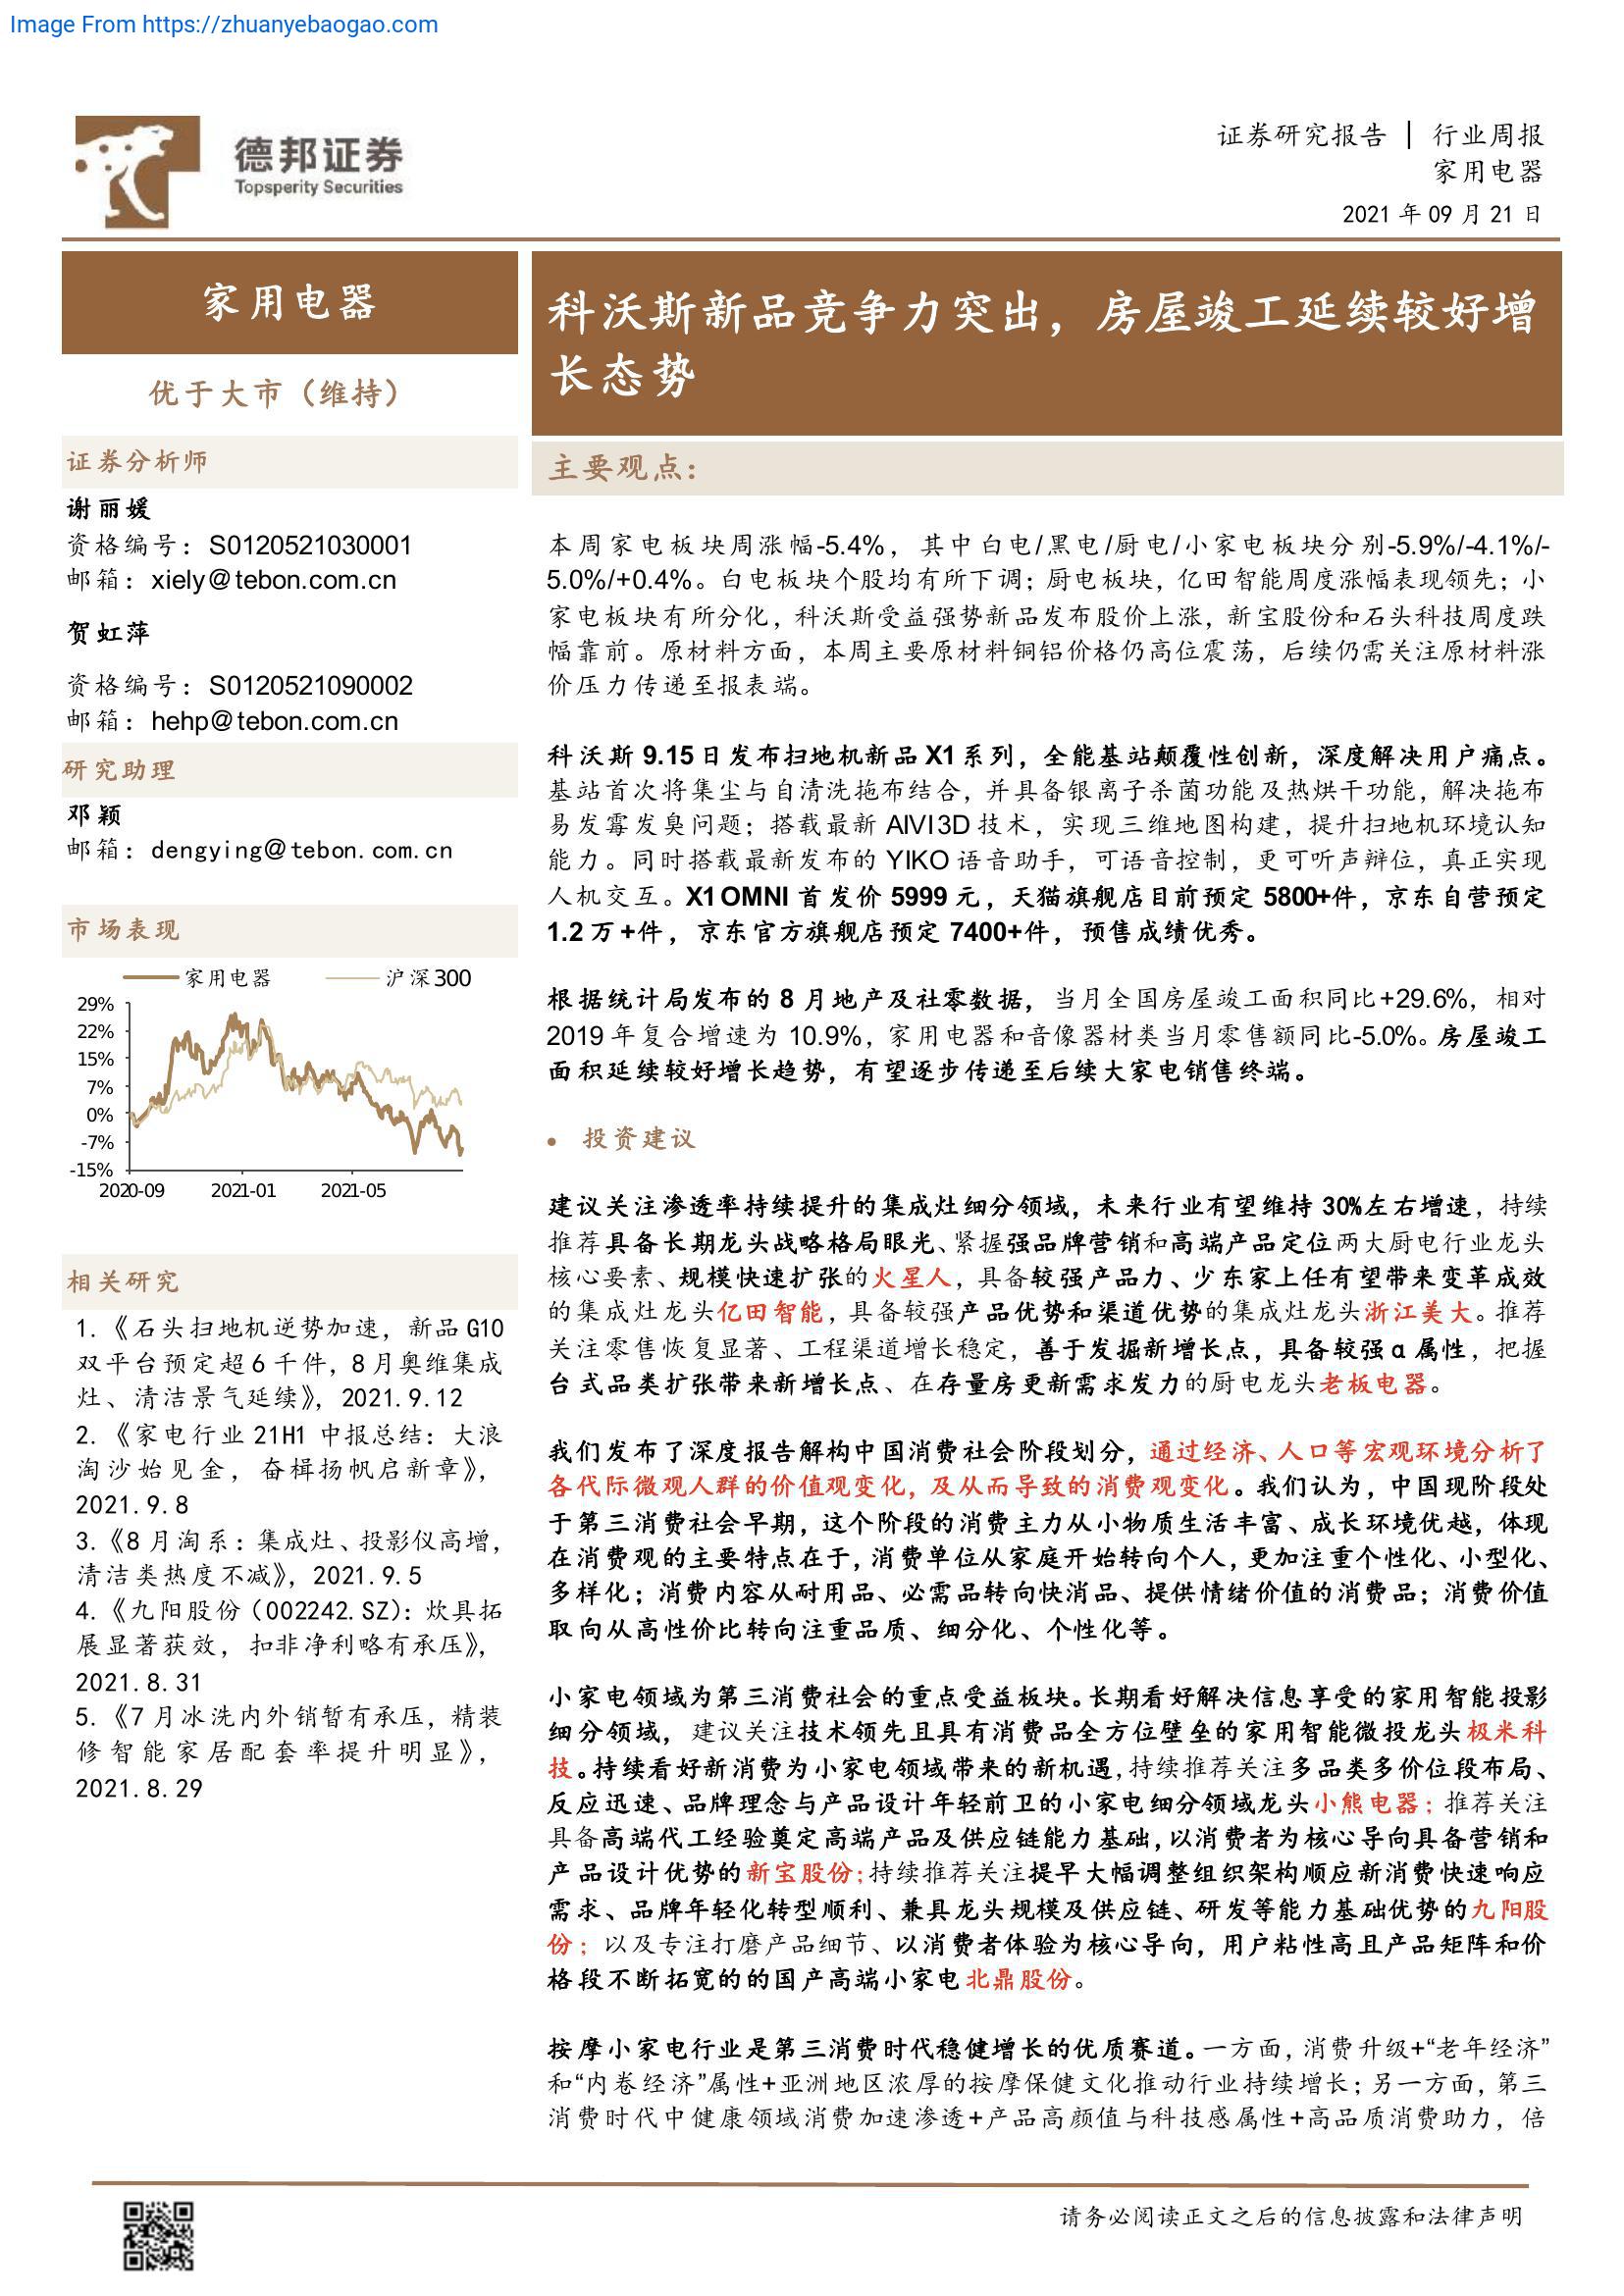 Image From https://zhuanyebaogao.com
德邦证券
Topsperity Securities
证券研究报告 | 行业周报
家用电器
2021 年 09 月 21 日
家用电器
优于大市（维持）
证券分析师
谢丽媛
资格编号：S0120521030001
邮箱：xiely@tebon.com.cn
贺虹萍
资格编号：S0120521090002
邮箱：hehp@tebon.com.cn
研究助理
邓颖
邮箱：dengying@tebon.com.cn
市场表现
家用电器 沪深300
29%
22%
15%
7%
0%
-7%
-15%
2020-09 2021-01 2021-05
相关研究
1.《石头扫地机逆势加速，新品 G10
双平台预定超 6 千件，8 月奥维集成
灶、清洁景气延续》，2021.9.12
2.《家电行业 21H1 中报总结：大浪
淘沙始见金，奋楫扬帆启新章》，
2021.9.8
3.《8 月淘系：集成灶、投影仪高增，
清洁类热度不减》，2021.9.5
4.《九阳股份（002242.SZ）：炊具拓
展显著获效，扣非净利略有承压》，
2021.8.31
5.《7 月冰洗内外销暂有承压，精装
修智能家居配套率提升明显》，
2021.8.29
科沃斯新品竞争力突出，房屋竣工延续较好增
长态势
主要观点：
本周家电板块周涨幅-5.4%，其中白电/黑电/厨电/小家电板块分别-5.9%/-4.1%/-
5.0%/+0.4%。白电板块个股均有所下调；厨电板块，亿田智能周度涨幅表现领先；小
家电板块有所分化，科沃斯受益强势新品发布股价上涨，新宝股份和石头科技周度跌
幅靠前。原材料方面，本周主要原材料铜铝价格仍高位震荡，后续仍需关注原材料涨
价压力传递至报表端。
科沃斯 9.15 日发布扫地机新品 X1 系列，全能基站颠覆性创新，深度解决用户痛点。
基站首次将集尘与自清洗拖布结合，并具备银离子杀菌功能及热烘干功能，解决拖布
易发霉发臭问题；搭载最新 AIVI 3D 技术，实现三维地图构建，提升扫地机环境认知
能力。同时搭载最新发布的 YIKO 语音助手，可语音控制，更可听声辩位，真正实现
人机交互。X1 OMNI 首发价 5999 元，天猫旗舰店目前预定 5800+件，京东自营预定
1.2 万+件，京东官方旗舰店预定 7400+件，预售成绩优秀。
根据统计局发布的 8 月地产及社零数据，当月全国房屋竣工面积同比+29.6%，相对
2019 年复合增速为 10.9%，家用电器和音像器材类当月零售额同比-5.0%。房屋竣工
面积延续较好增长趋势，有望逐步传递至后续大家电销售终端。
• 投资建议
建议关注渗透率持续提升的集成灶细分领域，未来行业有望维持 30%左右增速，持续
推荐具备长期龙头战略格局眼光、紧握强品牌营销和高端产品定位两大厨电行业龙头
核心要素、规模快速扩张的火星人，具备较强产品力、少东家上任有望带来变革成效
的集成灶龙头亿田智能，具备较强产品优势和渠道优势的集成灶龙头浙江美大。推荐
关注零售恢复显著、工程渠道增长稳定，善于发掘新增长点，具备较强 α 属性，把握
台式品类扩张带来新增长点、在存量房更新需求发力的厨电龙头老板电器。
我们发布了深度报告解构中国消费社会阶段划分，通过经济、人口等宏观环境分析了
各代际微观人群的价值观变化，及从而导致的消费观变化。我们认为，中国现阶段处
于第三消费社会早期，这个阶段的消费主力从小物质生活丰富、成长环境优越，体现
在消费观的主要特点在于，消费单位从家庭开始转向个人，更加注重个性化、小型化、
多样化；消费内容从耐用品、必需品转向快消品、提供情绪价值的消费品；消费价值
取向从高性价比转向注重品质、细分化、个性化等。
小家电领域为第三消费社会的重点受益板块。长期看好解决信息享受的家用智能投影
细分领域，建议关注技术领先且具有消费品全方位壁垒的家用智能微投龙头极米科
技。持续看好新消费为小家电领域带来的新机遇，持续推荐关注多品类多价位段布局、
反应迅速、品牌理念与产品设计年轻前卫的小家电细分领域龙头小熊电器；推荐关注
具备高端代工经验奠定高端产品及供应链能力基础，以消费者为核心导向具备营销和
产品设计优势的新宝股份；持续推荐关注提早大幅调整组织架构顺应新消费快速响应
需求、品牌年轻化转型顺利、兼具龙头规模及供应链、研发等能力基础优势的九阳股
份；以及专注打磨产品细节、以消费者体验为核心导向，用户粘性高且产品矩阵和价
格段不断拓宽的的国产高端小家电北鼎股份。
按摩小家电行业是第三消费时代稳健增长的优质赛道。一方面，消费升级+“老年经济”
和“内卷经济”属性+亚洲地区浓厚的按摩保健文化推动行业持续增长；另一方面，第三
消费时代中健康领域消费加速渗透+产品高颜值与科技感属性+高品质消费助力，倍
请务必阅读正文之后的信息披露和法律声明